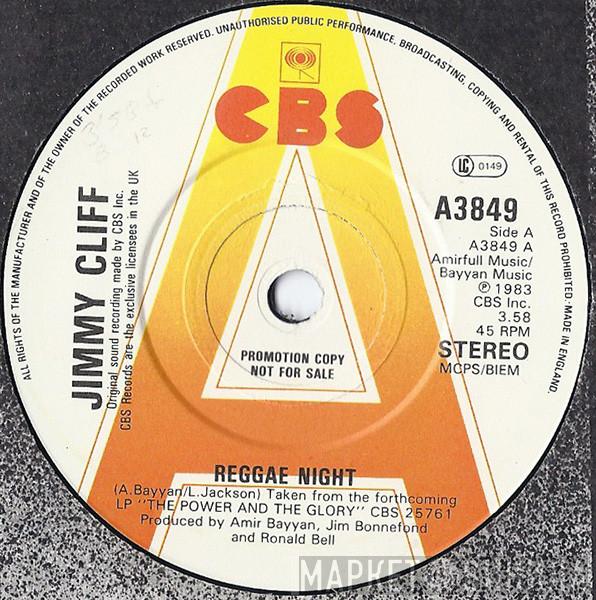 ALL RIGHTS OF THE MANUFACTURER AND OF THE OWNER OF THE RECORDED WORK RESERVED. UNAUTHORISED PUBLIC PERFORMANCE, BROADCASTING, COPYING AND RENTAL OF THIS RECORD PROHIBITED. MADE IN ENGLAND.
CBS
LC 0149
JIMMY CLIFF
Original sound recording made by CBS Inc.
CBS Records are the exclusive licensees in the UK
A3849
Side A
A3849 A
Amirfull Music/
Bayyan Music
Ⓟ 1983
CBS Inc.
3.58
45 RPM
STEREO
MCPS/BIEM
PROMOTION COPY
NOT FOR SALE
REGGAE NIGHT
(A.Bayyan/L.Jackson) Taken from the forthcoming
LP "THE POWER AND THE GLORY" CBS 25761
Produced by Amir Bayyan, Jim Bonnefond
and Ronald Bell